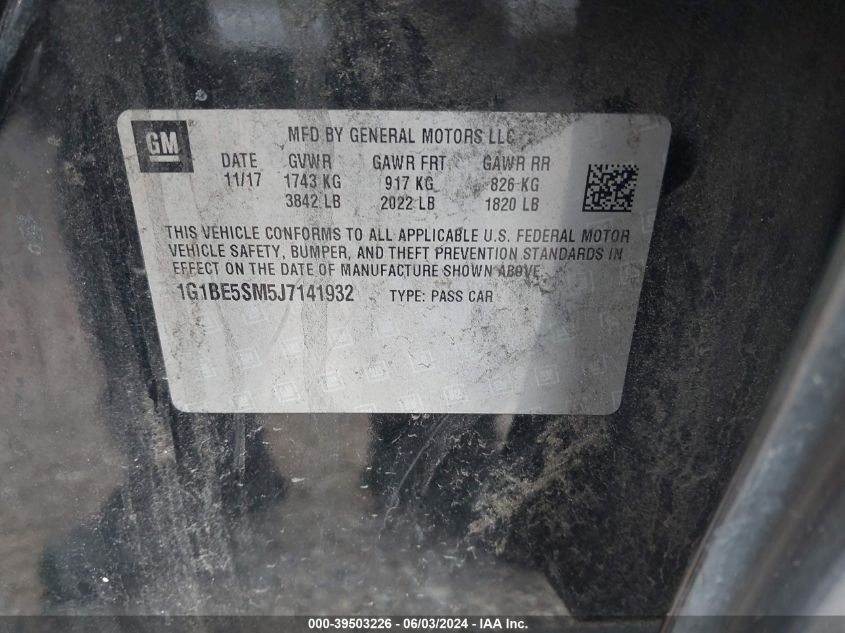 GM
MFD BY GENERAL MOTORS LLC
DATE GVWR GAWR FRT GAWR RR
11/17 1743 KG 917 KG 826 KG
3842 LB 2022 LB 1820 LB
THIS VEHICLE CONFORMS TO ALL APPLICABLE U.S. FEDERAL MOTOR
VEHICLE SAFETY, BUMPER, AND THEFT PREVENTION STANDARDS IN
EFFECT ON THE DATE OF MANUFACTURE SHOWN ABOVE.
1G1BE5SM5J7141932 TYPE: PASS CAR
000-39503226 - 06/03/2024 - IAA Inc.